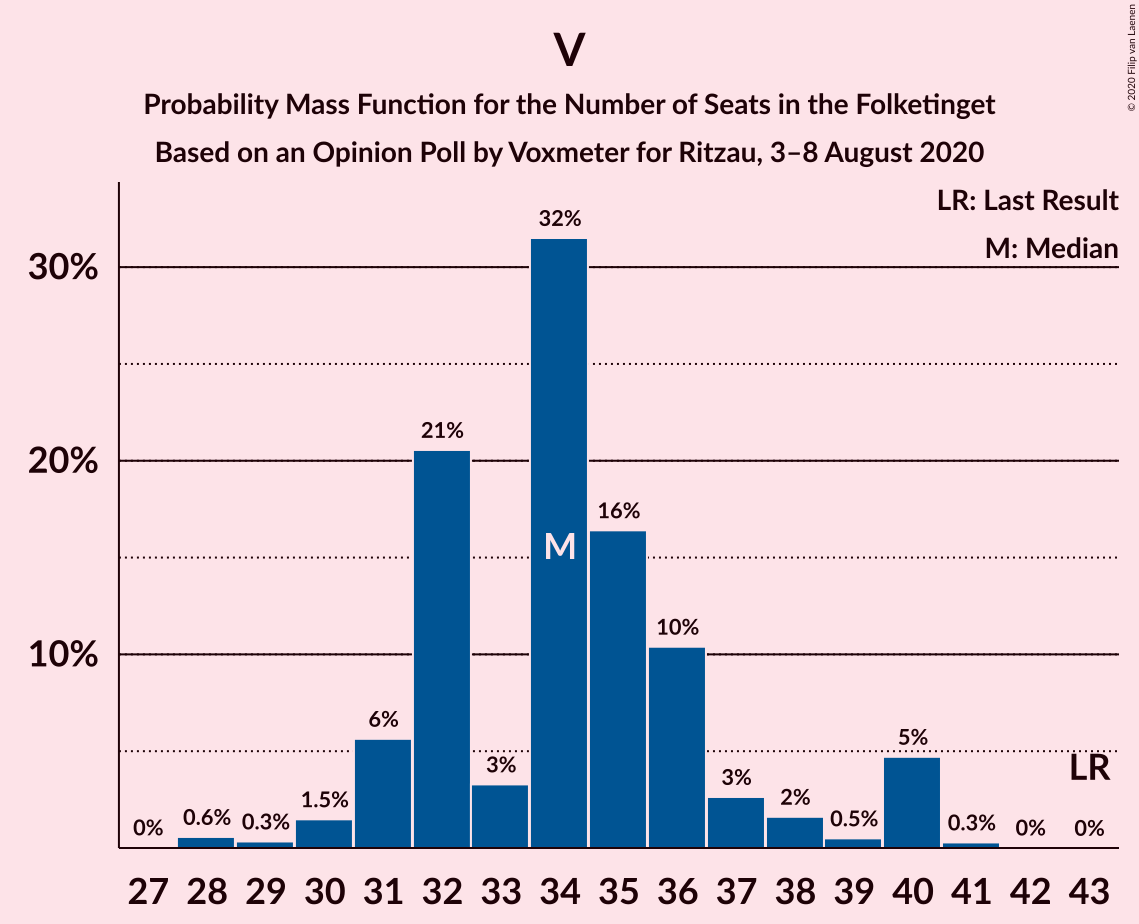 V
Probability Mass Function for the Number of Seats in the Folketinget
Based on an Opinion Poll by Voxmeter for Ritzau, 3–8 August 2020
© 2020 Filip van Laenen
LR: Last Result
M: Median
30%
20%
10%
0%
0.6%
0.3%
1.5%
6%
21%
3%
32%
M
16%
10%
3%
2%
0.5%
5%
0.3%
0%
LR
0%
27 28 29 30 31 32 33 34 35 36 37 38 39 40 41 42 43